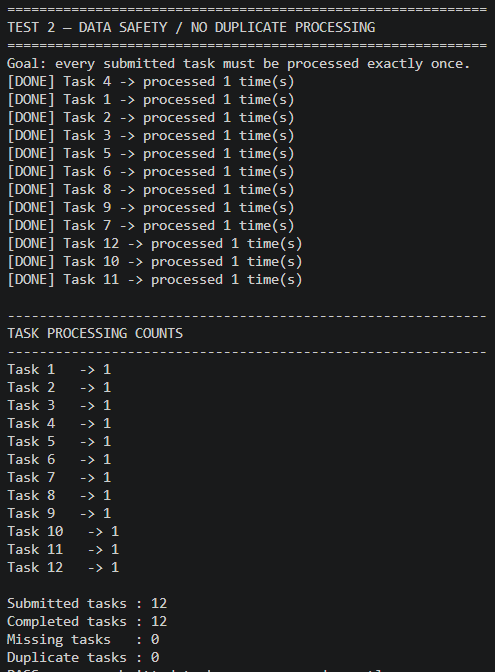 ============================================================
TEST 2 — DATA SAFETY / NO DUPLICATE PROCESSING
============================================================
Goal: every submitted task must be processed exactly once.
[DONE] Task 4 -> processed 1 time(s)
[DONE] Task 1 -> processed 1 time(s)
[DONE] Task 2 -> processed 1 time(s)
[DONE] Task 3 -> processed 1 time(s)
[DONE] Task 5 -> processed 1 time(s)
[DONE] Task 6 -> processed 1 time(s)
[DONE] Task 8 -> processed 1 time(s)
[DONE] Task 9 -> processed 1 time(s)
[DONE] Task 7 -> processed 1 time(s)
[DONE] Task 12 -> processed 1 time(s)
[DONE] Task 10 -> processed 1 time(s)
[DONE] Task 11 -> processed 1 time(s)
------------------------------------------------------------
TASK PROCESSING COUNTS
------------------------------------------------------------
Task 1   -> 1
Task 2   -> 1
Task 3   -> 1
Task 4   -> 1
Task 5   -> 1
Task 6   -> 1
Task 7   -> 1
Task 8   -> 1
Task 9   -> 1
Task 10   -> 1
Task 11   -> 1
Task 12   -> 1
Submitted tasks : 12
Completed tasks : 12
Missing tasks   : 0
Duplicate tasks : 0